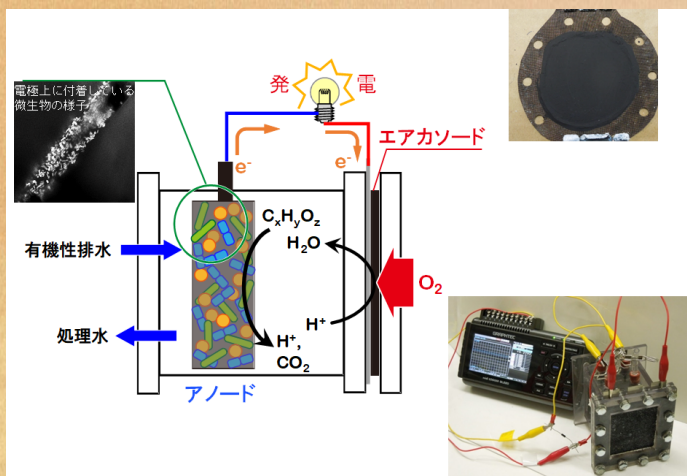 電極上に付着している
微生物の様子
発 電
エアカソード
e⁻
e⁻
CₓHᵧO_z
H₂O
有機性排水
O₂
H⁺
処理水
H⁺,
CO₂
アノード
GRAPHTEC